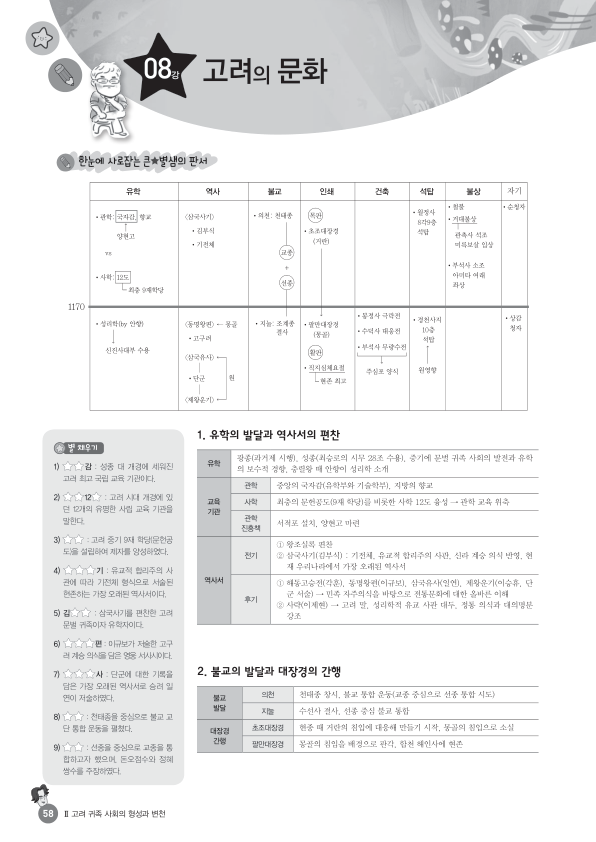 08강 고려의 문화
한눈에 사로잡는 큰★별쌤의 판서
유학 역사 불교 인쇄 건축 석탑 불상 자기
• 관학: 국자감, 향교
양현고
vs
• 사학: 12도
최충 9재학당
〈삼국사기〉
• 김부식
• 기전체
• 의천: 천태종
교종
+
선종
목판
• 초조대장경
(거란)
• 월정사
8각9층
석탑
• 철불
• 거대불상
관촉사 석조
미륵보살 입상
• 부석사 소조
아미타 여래
좌상
• 순청자
1170
• 성리학(by 안향)
신진사대부 수용
〈동명왕편〉 ← 몽골
• 고구려
〈삼국유사〉
• 단군
원
〈제왕운기〉
• 지눌: 조계종
결사
• 팔만대장경
(몽골)
활판
• 직지심체요절
현존 최고
• 봉정사 극락전
• 수덕사 대웅전
• 부석사 무량수전
주심포 양식
• 경천사지
10층
석탑
원영향
• 상감
청자
별 채우기
1) ☆☆감 : 성종 대 개경에 세워진
고려 최고 국립 교육 기관이다.
2) ☆☆12☆ : 고려 시대 개경에 있
던 12개의 유명한 사립 교육 기관을
말한다.
3) ☆☆ : 고려 중기 9재 학당(문헌공
도)을 설립하여 제자를 양성하였다.
4) ☆☆☆기 : 유교적 합리주의 사
관에 따라 기전체 형식으로 서술된
현존하는 가장 오래된 역사서이다.
5) 김☆☆ : 삼국사기를 편찬한 고려
문벌 귀족이자 유학자이다.
6) ☆☆☆편 : 이규보가 저술한 고구
려 계승 의식을 담은 영웅 서사시이다.
7) ☆☆☆사 : 단군에 대한 기록을
담은 가장 오래된 역사서로 승려 일
연이 저술하였다.
8) ☆☆ : 천태종을 중심으로 불교 교
단 통합 운동을 펼쳤다.
9) ☆☆ : 선종을 중심으로 교종을 통
합하고자 했으며, 돈오점수와 정혜
쌍수를 주장하였다.
1. 유학의 발달과 역사서의 편찬
유학 광종(과거제 시행), 성종(최승로의 시무 28조 수용), 중기에 문벌 귀족 사회의 발전과 유학
의 보수적 경향, 충렬왕 때 안향이 성리학 소개
교육
기관
관학 중앙의 국자감(유학부와 기술학부), 지방의 향교
사학 최충의 문헌공도(9재 학당)를 비롯한 사학 12도 융성 → 관학 교육 위축
관학
진흥책
서적포 설치, 양현고 마련
역사서
전기
① 왕조실록 편찬
② 삼국사기(김부식) : 기전체, 유교적 합리주의 사관, 신라 계승 의식 반영, 현
재 우리나라에서 가장 오래된 역사서
후기
① 해동고승전(각훈), 동명왕편(이규보), 삼국유사(일연), 제왕운기(이승휴, 단
군 서술) → 민족 자주의식을 바탕으로 전통문화에 대한 올바른 이해
② 사략(이제현) → 고려 말, 성리학적 유교 사관 대두, 정통 의식과 대의명분
강조
2. 불교의 발달과 대장경의 간행
불교
발달
의천 천태종 창시, 불교 통합 운동(교종 중심으로 선종 통합 시도)
지눌 수선사 결사, 선종 중심 불교 통합
대장경
간행
초조대장경 현종 때 거란의 침입에 대응해 만들기 시작, 몽골의 침입으로 소실
팔만대장경 몽골의 침입을 배경으로 판각, 합천 해인사에 현존
58 Ⅱ 고려 귀족 사회의 형성과 변천